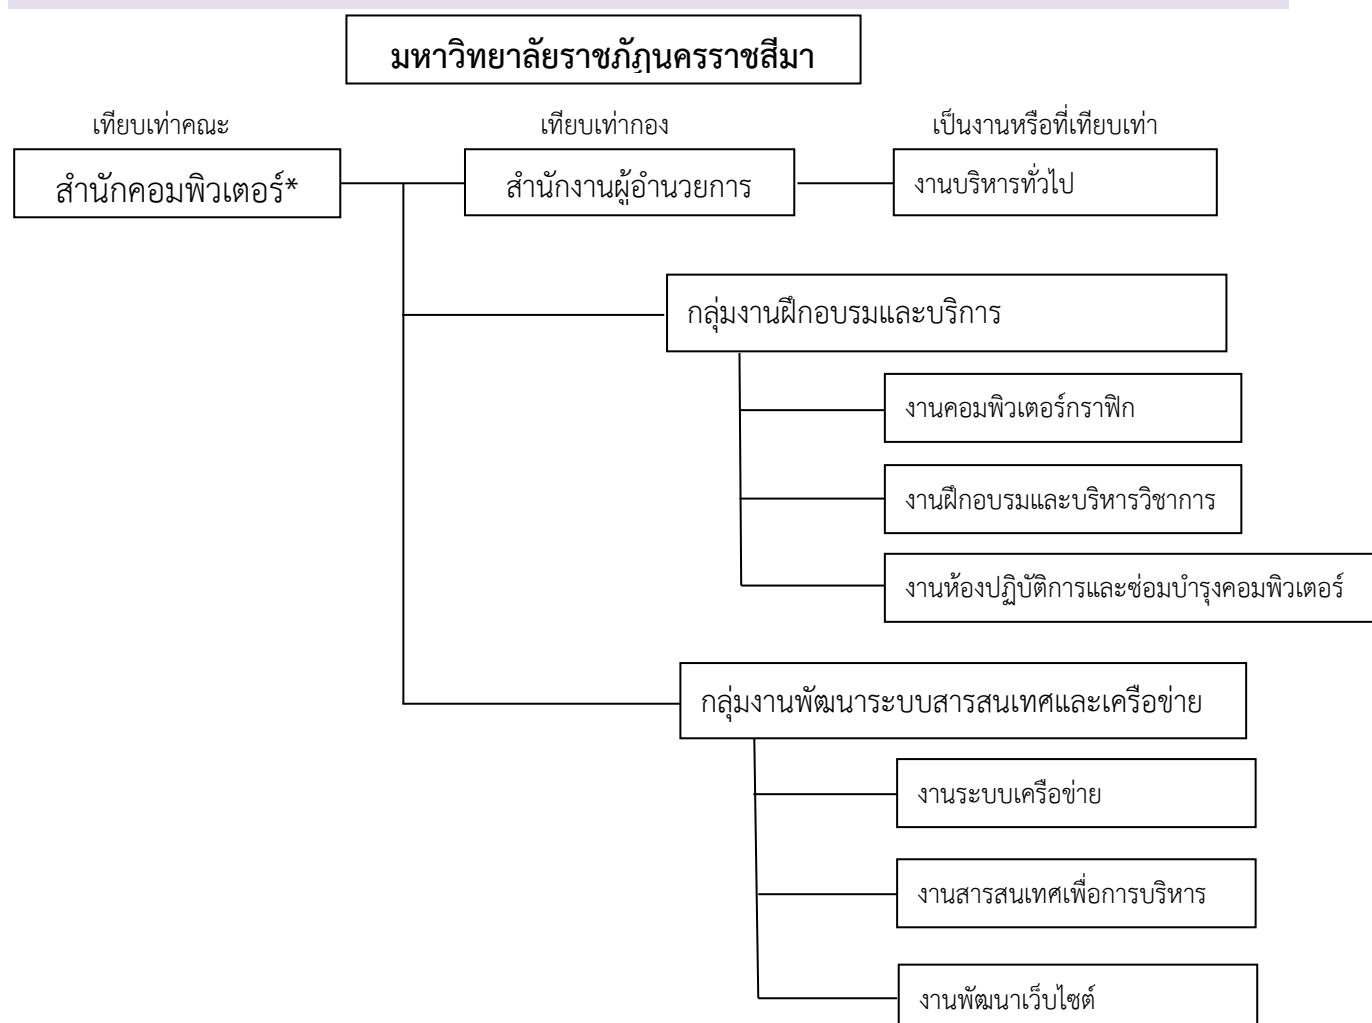 มหาวิทยาลัยราชภัฏนครราชสีมา
เทียบเท่าคณะ
เทียบเท่ากอง
เป็นงานหรือที่เทียบเท่า
สำนักคอมพิวเตอร์*
สำนักงานผู้อำนวยการ
งานบริหารทั่วไป
กลุ่มงานฝึกอบรมและบริการ
งานคอมพิวเตอร์กราฟิก
งานฝึกอบรมและบริหารวิชาการ
งานห้องปฏิบัติการและซ่อมบำรุงคอมพิวเตอร์
กลุ่มงานพัฒนาระบบสารสนเทศและเครือข่าย
งานระบบเครือข่าย
งานสารสนเทศเพื่อการบริหาร
งานพัฒนาเว็บไซต์